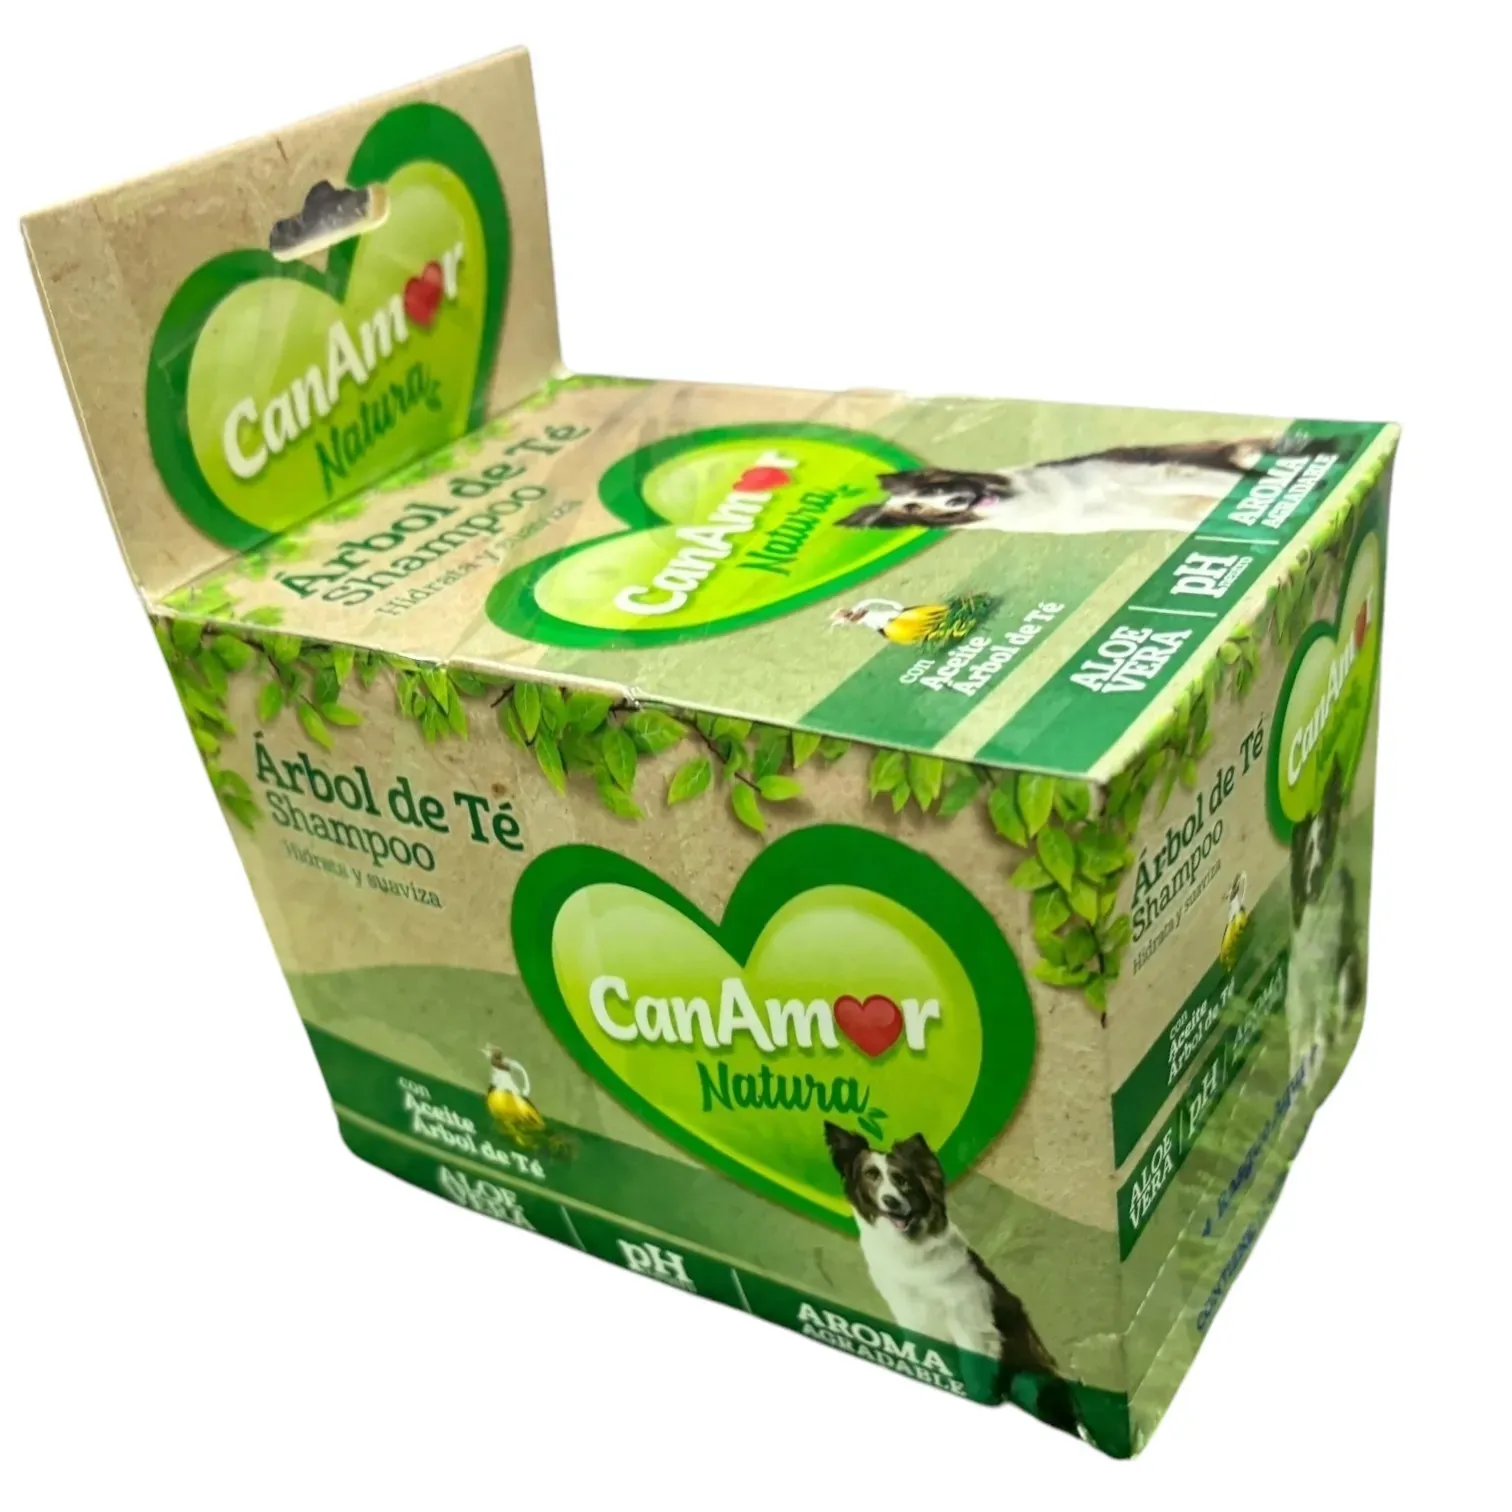 CanAmor
Natura
Árbol de Té
Shampoo
Hidrata y suaviza
CanAmor
Natura
con
Aceite
Árbol de Té
ALOE
VERA
pH
AROMA
AGRADABLE
Árbol de Té
Shampoo
Hidrata y suaviza
CanAmor
Natura
con
Aceite
Árbol de Té
ALOE
VERA
pH
AROMA
AGRADABLE
Árbol de Té
Shampoo
Hidrata y suaviza
CanAm
con
Aceite
Árbol de Té
ALOE
VERA
pH